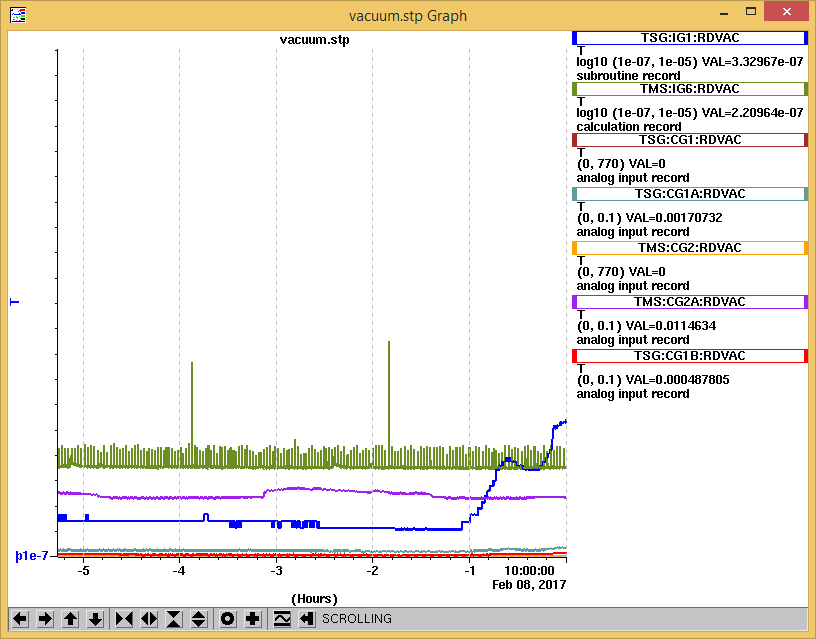 vacuum.stp Graph
vacuum.stp
T
1e-7
-5
-4
-3
-2
-1
10:00:00
Feb 08, 2017
(Hours)
TSG:IG1:RDVAC
T
log10 (1e-07, 1e-05) VAL=3.32967e-07
subroutine record
TMS:IG6:RDVAC
T
log10 (1e-07, 1e-05) VAL=2.20964e-07
calculation record
TSG:CG1:RDVAC
T
(0, 770) VAL=0
analog input record
TSG:CG1A:RDVAC
T
(0, 0.1) VAL=0.00170732
analog input record
TMS:CG2:RDVAC
T
(0, 770) VAL=0
analog input record
TMS:CG2A:RDVAC
T
(0, 0.1) VAL=0.0114634
analog input record
TSG:CG1B:RDVAC
T
(0, 0.1) VAL=0.000487805
analog input record
SCROLLING